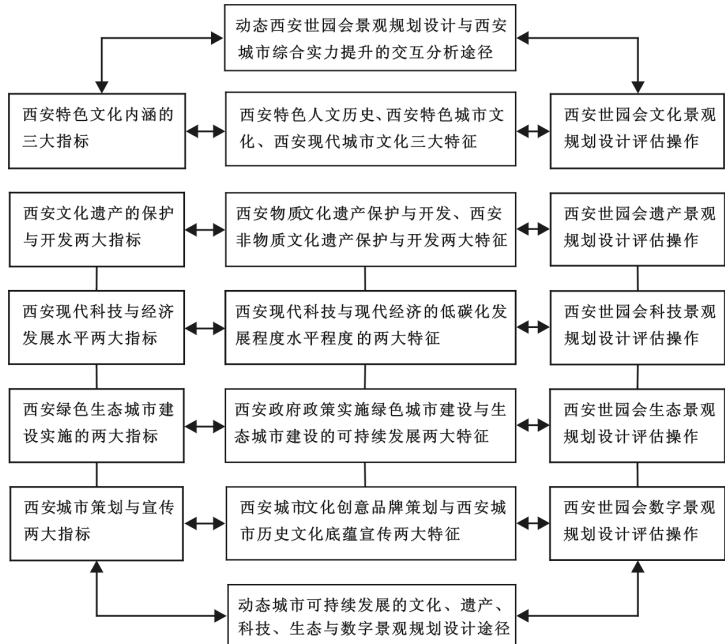 动态西安世园会景观规划设计与西安
城市综合实力提升的交互分析途径
西安特色文化内涵的
三大指标
西安特色人文历史、西安特色城市文
化、西安现代城市文化三大特征
西安世园会文化景观
规划设计评估操作
西安文化遗产的保护
与开发两大指标
西安物质文化遗产保护与开发、西安
非物质文化遗产保护与开发两大特征
西安世园会遗产景观
规划设计评估操作
西安现代科技与经济
发展水平两大指标
西安现代科技与现代经济的低碳化发
展程度水平程度的两大特征
西安世园会科技景观
规划设计评估操作
西安绿色生态城市建
设实施的两大指标
西安政府政策实施绿色城市建设与生
态城市建设的可持续发展两大特征
西安世园会生态景观
规划设计评估操作
西安城市策划与宣传
两大指标
西安城市文化创意品牌策划与西安城
市历史文化底蕴宣传两大特征
西安世园会数字景观
规划设计评估操作
动态城市可持续发展的文化、遗产、
科技、生态与数字景观规划设计途径